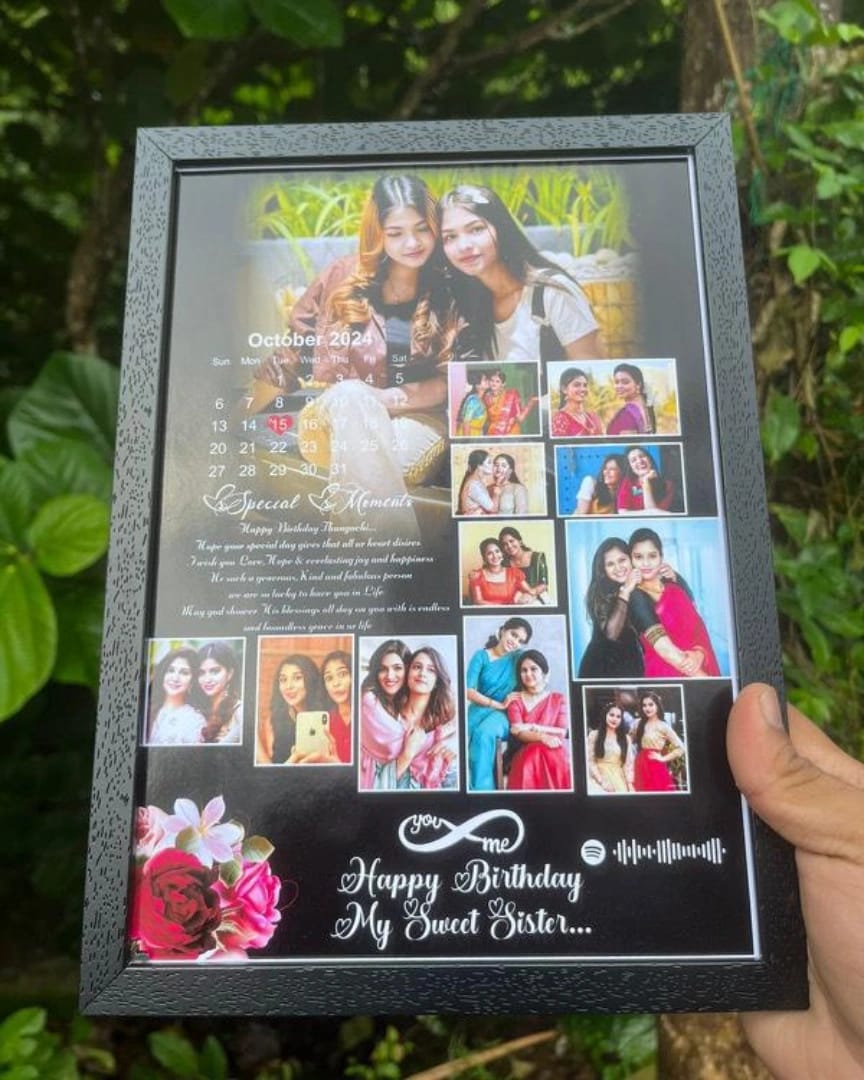 October 2024
Sun Mon Tue Wed Thu Fri Sat
1 2 3 4 5
6 7 8 9 10 11 12
13 14 15 16 17 18 19
20 21 22 23 24 25 26
27 28 29 30 31
Special Moments
Happy Birthday Thangachi...
Hope your special day gives that all ur heart disires
I wish you Love, Hope & everlasting joy and happiness
Ur such a generous, Kind and fabulous person
we are so lucky to have you in Life
May god shower His blessings all day on you with is endless
and boundless grace in ur life
you me
Happy Birthday
My Sweet Sister...